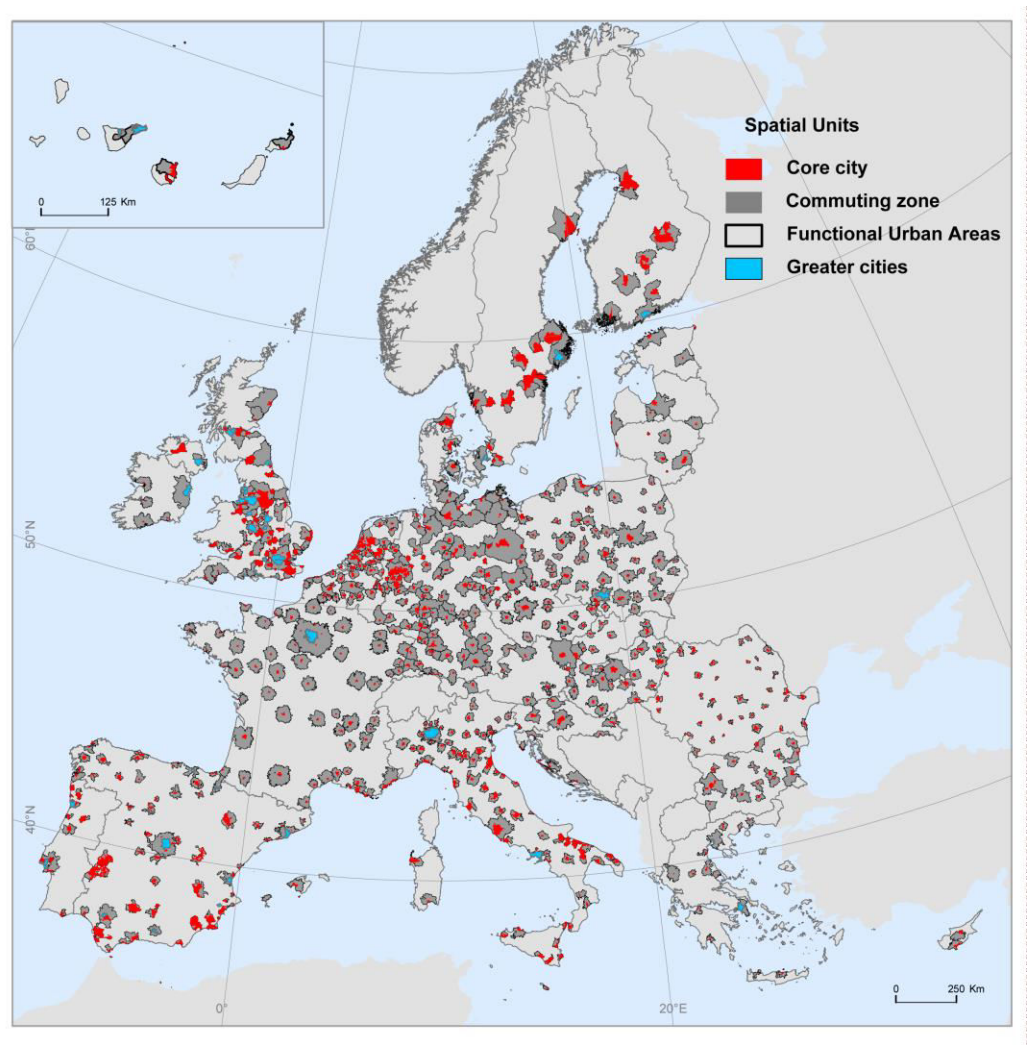 0 125 Km
60°N
Spatial Units
Core city
Commuting zone
Functional Urban Areas
Greater cities
50°N
40°N
0 250 Km
0°
20°E